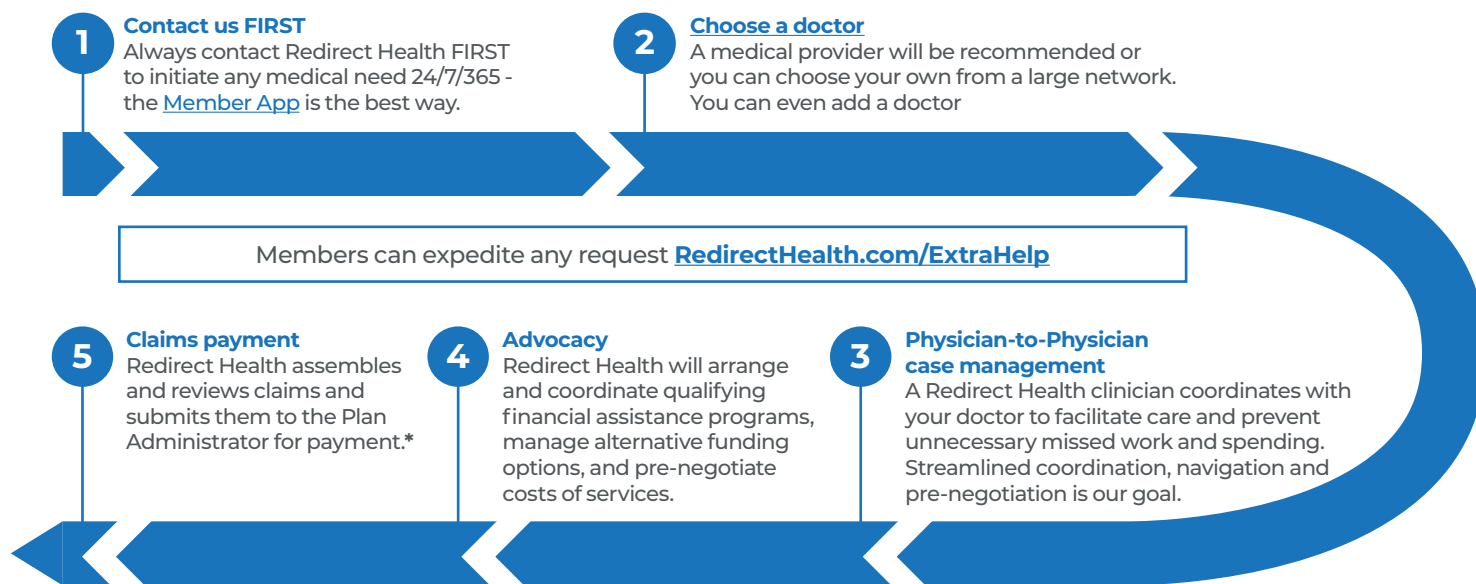 1
Contact us FIRST
Always contact Redirect Health FIRST
to initiate any medical need 24/7/365 -
the Member App is the best way.
2
Choose a doctor
A medical provider will be recommended or
you can choose your own from a large network.
You can even add a doctor
Members can expedite any request RedirectHealth.com/ExtraHelp
3
Physician-to-Physician
case management
A Redirect Health clinician coordinates with
your doctor to facilitate care and prevent
unnecessary missed work and spending.
Streamlined coordination, navigation and
pre-negotiation is our goal.
4
Advocacy
Redirect Health will arrange
and coordinate qualifying
financial assistance programs,
manage alternative funding
options, and pre-negotiate
costs of services.
5
Claims payment
Redirect Health assembles
and reviews claims and
submits them to the Plan
Administrator for payment.*